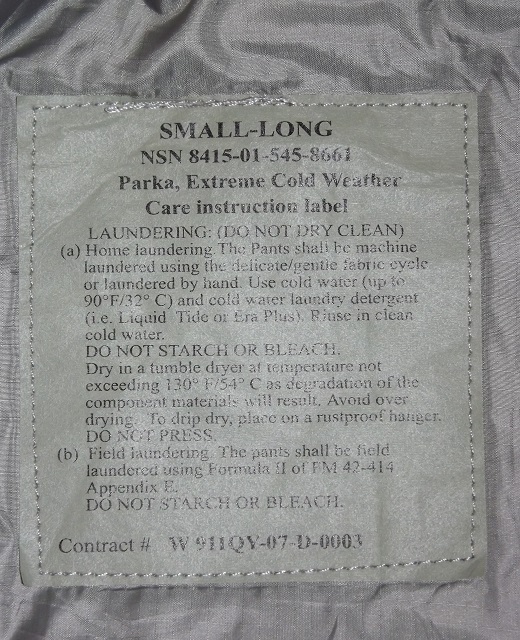 SMALL-LONG
NSN 8415-01-545-8661
Parka, Extreme Cold Weather
Care instruction label
LAUNDERING: (DO NOT DRY CLEAN)
(a) Home laundering. The Pants shall be machine
laundered using the delicate/gentle fabric cycle
or laundered by hand. Use cold water (up to
90°F/32° C) and cold water laundry detergent
(i.e. Liquid Tide or Era Plus). Rinse in clean
cold water.
DO NOT STARCH OR BLEACH.
Dry in a tumble dryer at temperature not
exceeding 130° F/54° C as degradation of the
component materials will result. Avoid over
drying. To drip dry, place on a rustproof hanger.
DO NOT PRESS.
(b) Field laundering. The pants shall be field
laundered using Formula II of FM 42-414
Appendix E.
DO NOT STARCH OR BLEACH.
Contract # W 911QY-07-D-0003